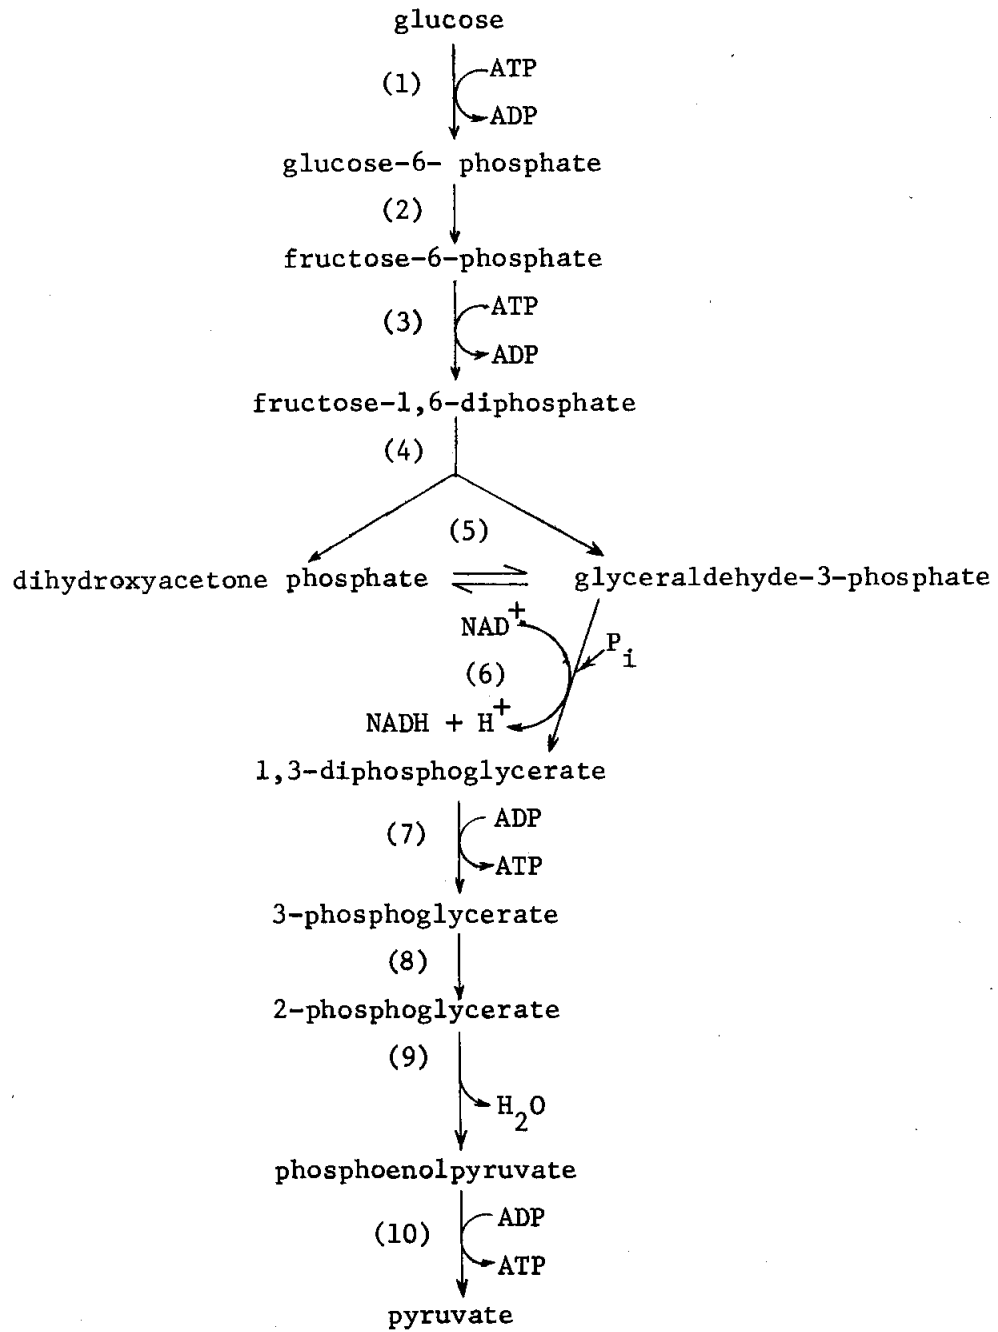 glucose
(1)
ATP
ADP
glucose-6- phosphate
(2)
fructose-6-phosphate
(3)
ATP
ADP
fructose-1,6-diphosphate
(4)
(5)
dihydroxyacetone phosphate
glyceraldehyde-3-phosphate
NAD+
Pi
(6)
NADH + H+
1,3-diphosphoglycerate
(7)
ADP
ATP
3-phosphoglycerate
(8)
2-phosphoglycerate
(9)
H2O
phosphoenolpyruvate
(10)
ADP
ATP
pyruvate